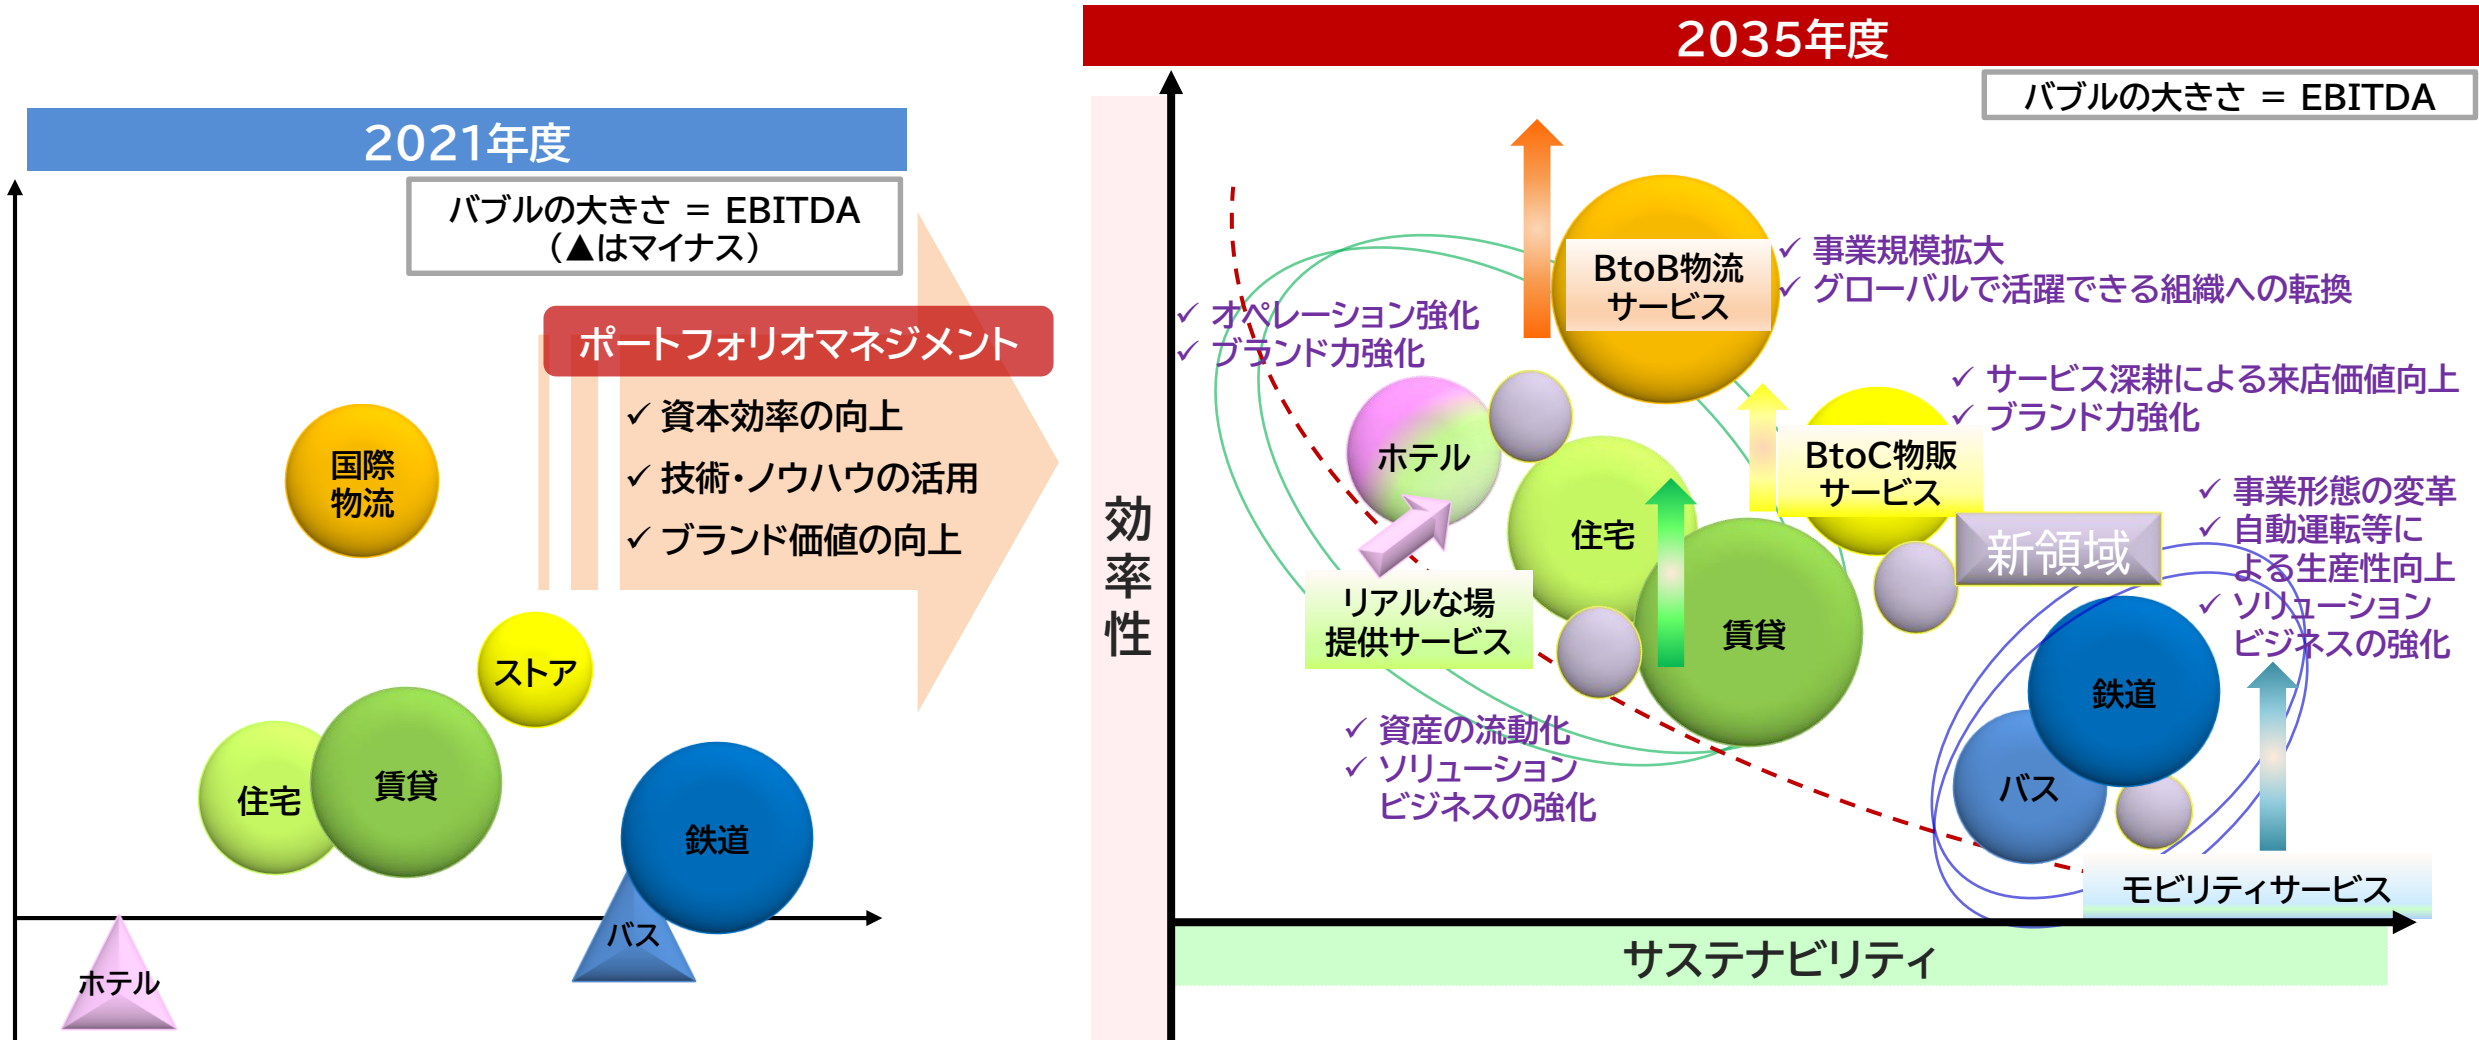 2021年度
バブルの大きさ = EBITDA
(▲はマイナス)
ポートフォリオマネジメント
✓ 資本効率の向上
✓ 技術・ノウハウの活用
✓ ブランド価値の向上
国際
物流
ストア
住宅
賃貸
鉄道
バス
ホテル
2035年度
バブルの大きさ = EBITDA
効率性
BtoB物流
サービス
✓ 事業規模拡大
✓ グローバルで活躍できる組織への転換
✓ オペレーション強化
✓ ブランド力強化
ホテル
✓ サービス深耕による来店価値向上
✓ ブランド力強化
BtoC物販
サービス
住宅
新領域
✓ 事業形態の変革
✓ 自動運転等に
よる生産性向上
✓ ソリューション
ビジネスの強化
リアルな場
提供サービス
賃貸
✓ 資産の流動化
✓ ソリューション
ビジネスの強化
鉄道
バス
モビリティサービス
サステナビリティ